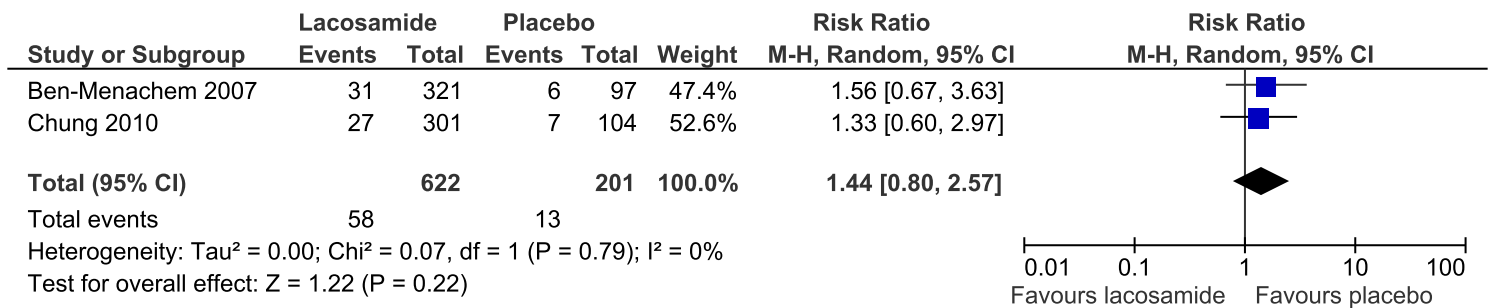 Lacosamide Placebo Risk Ratio Risk Ratio
Study or Subgroup Events Total Events Total Weight M-H, Random, 95% CI M-H, Random, 95% CI
Ben-Menachem 2007 31 321 6 97 47.4% 1.56 [0.67, 3.63]
Chung 2010 27 301 7 104 52.6% 1.33 [0.60, 2.97]
Total (95% CI) 622 201 100.0% 1.44 [0.80, 2.57]
Total events 58 13
Heterogeneity: Tau² = 0.00; Chi² = 0.07, df = 1 (P = 0.79); I² = 0%
Test for overall effect: Z = 1.22 (P = 0.22)
0.01 0.1 1 10 100
Favours lacosamide Favours placebo